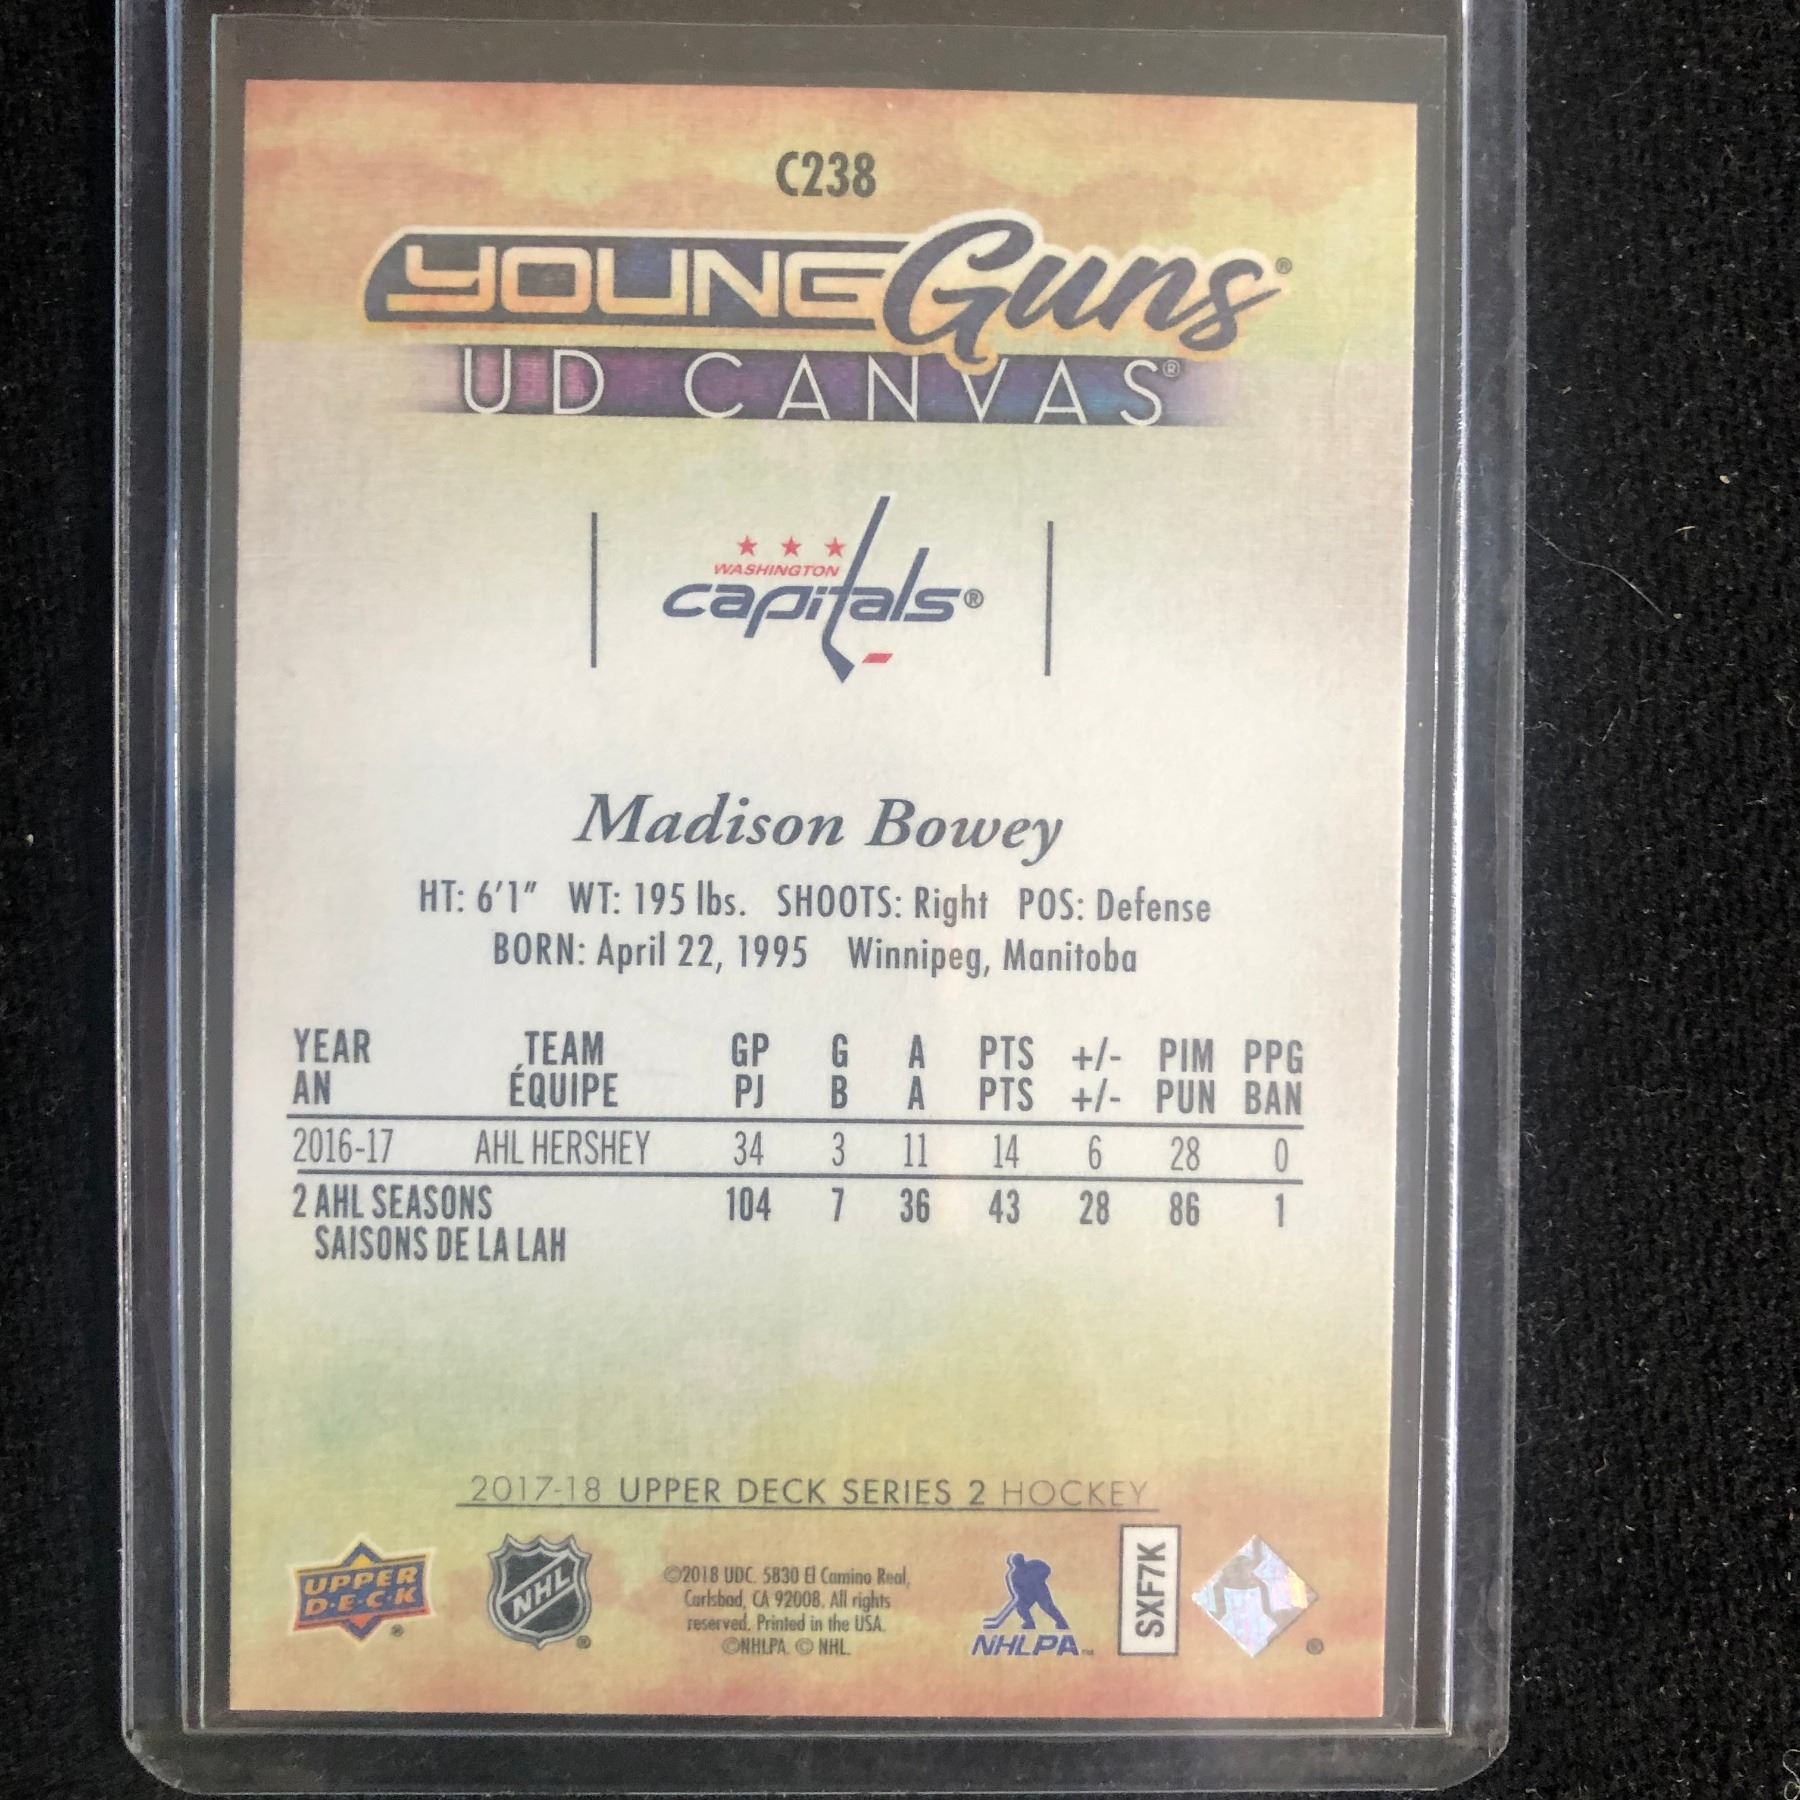 C238
YOUNG Guns®
UD CANVAS®
WASHINGTON
capitals®
Madison Bowey
HT: 6'1" WT: 195 lbs. SHOOTS: Right POS: Defense
BORN: April 22, 1995 Winnipeg, Manitoba
YEAR TEAM GP G A PTS +/- PIM PPG
AN ÉQUIPE PJ B A PTS +/- PUN BAN
2016-17 AHL HERSHEY 34 3 11 14 6 28 0
2 AHL SEASONS 104 7 36 43 28 86 1
SAISONS DE LA LAH
2017-18 UPPER DECK SERIES 2 HOCKEY
UPPER
D·E·C·K ®
NHL ®
©2018 UDC. 5830 El Camino Real,
Carlsbad, CA 92008. All rights
reserved. Printed in the USA.
©NHLPA. © NHL.
NHLPA™
SXF7K
®